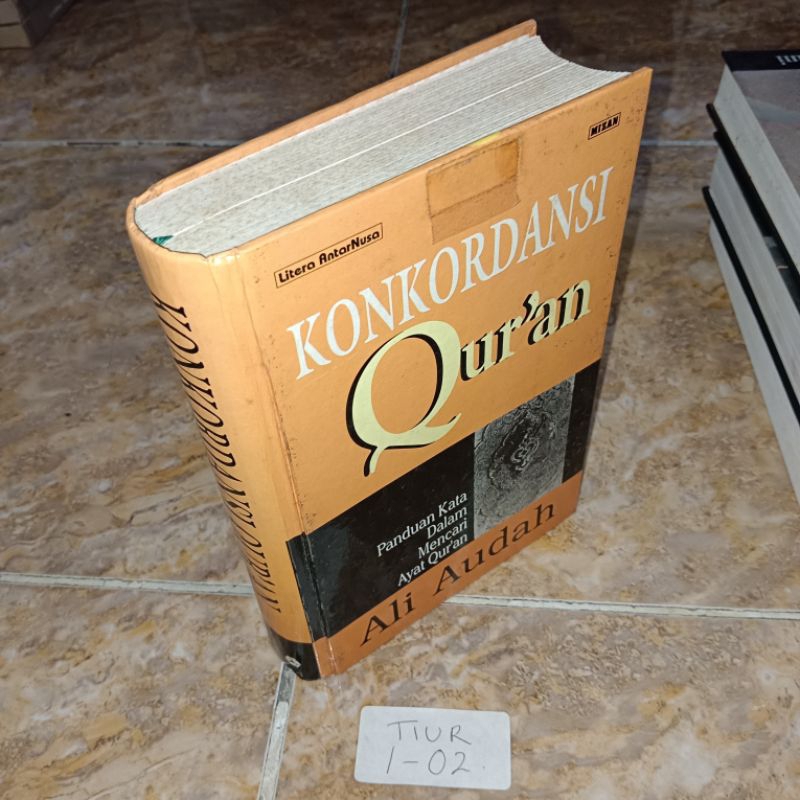 MIZAN
Litera AntarNusa
KONKORDANSI
Qur'an
Panduan Kata
Dalam
Mencari
Ayat Qur'an
Ali Audah
KONKORDANSI QUR'AN
TIUR
1-02.